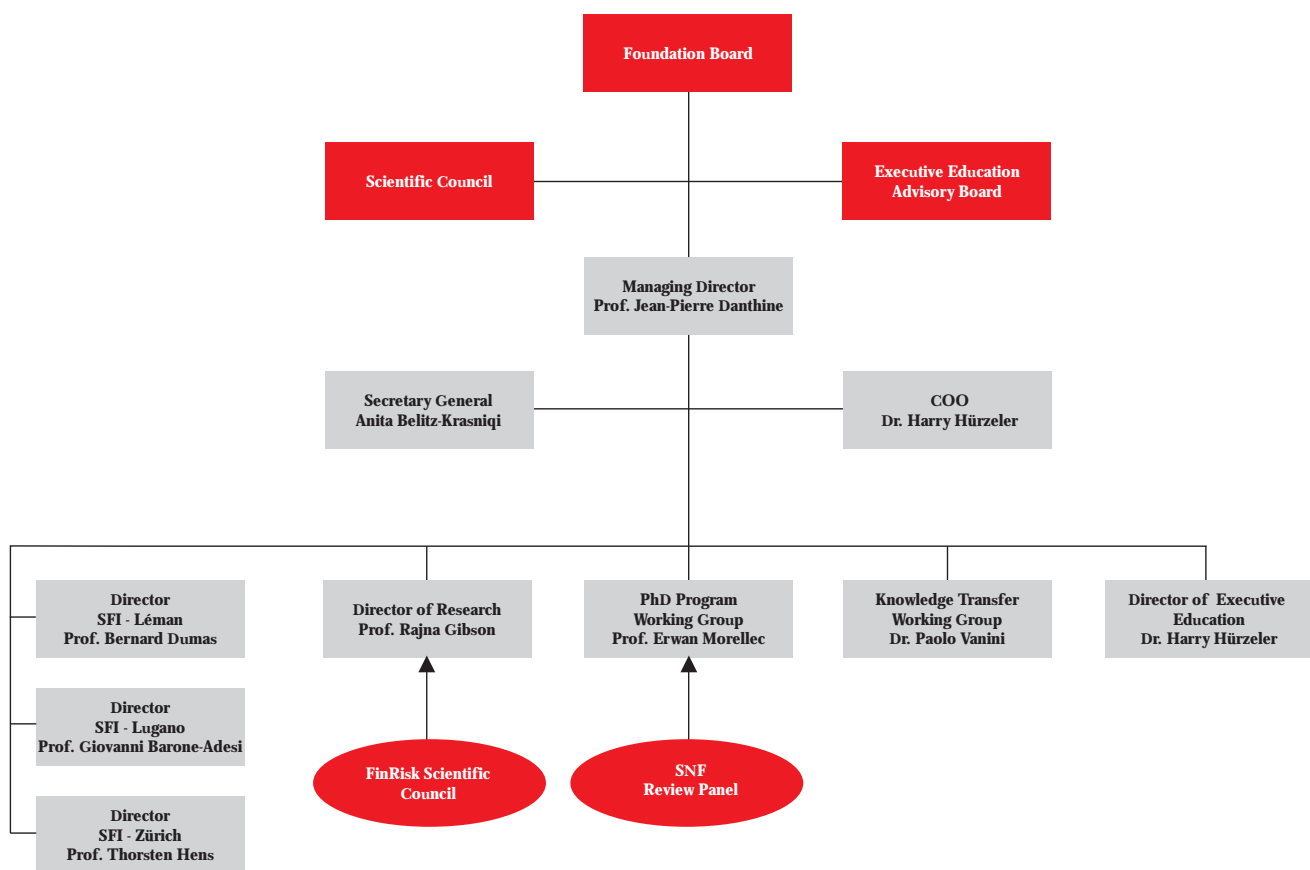 Foundation Board
Scientific Council
Executive Education
Advisory Board
Managing Director
Prof. Jean-Pierre Danthine
Secretary General
Anita Belitz-Krasniqi
COO
Dr. Harry Hürzeler
Director
SFI - Léman
Prof. Bernard Dumas
Director of Research
Prof. Rajna Gibson
PhD Program
Working Group
Prof. Erwan Morellec
Knowledge Transfer
Working Group
Dr. Paolo Vanini
Director of Executive
Education
Dr. Harry Hürzeler
Director
SFI - Lugano
Prof. Giovanni Barone-Adesi
FinRisk Scientific
Council
SNF
Review Panel
Director
SFI - Zürich
Prof. Thorsten Hens